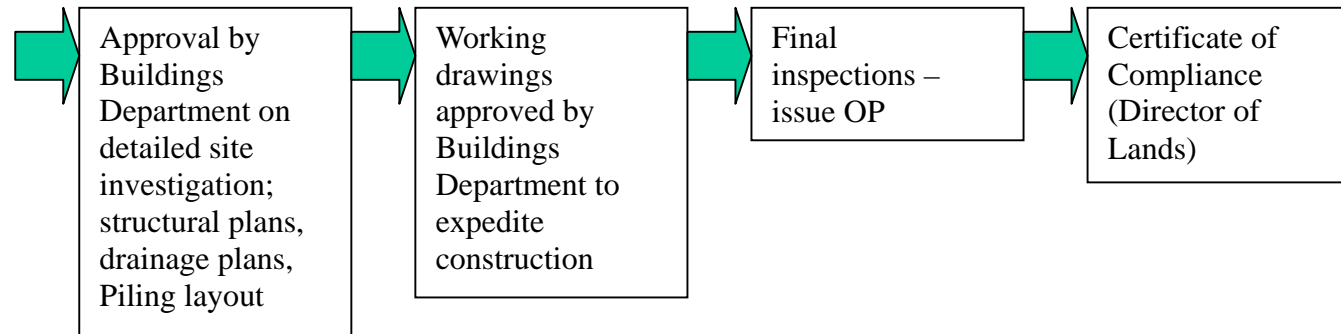 Approval by
Buildings
Department on
detailed site
investigation;
structural plans,
drainage plans,
Piling layout
Working
drawings
approved by
Buildings
Department to
expedite
construction
Final
inspections –
issue OP
Certificate of
Compliance
(Director of
Lands)